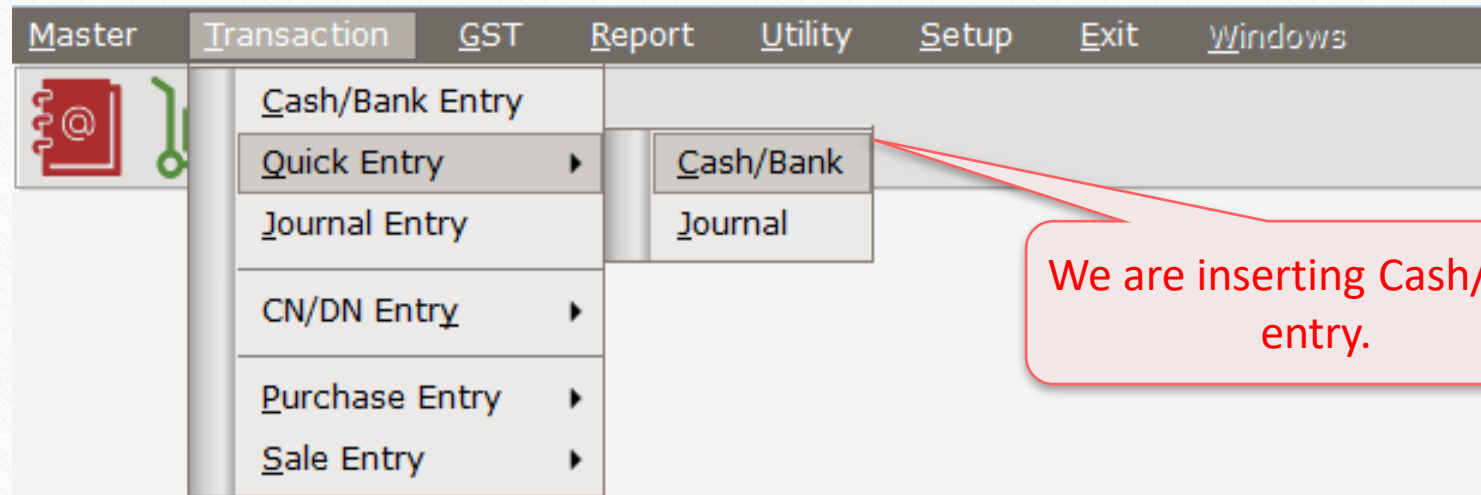 Master Transaction GST Report Utility Setup Exit Windows
@
Cash/Bank Entry
Quick Entry
Cash/Bank
Journal Entry
Journal
We are inserting Cash/
entry.
CN/DN Entry
Purchase Entry
Sale Entry